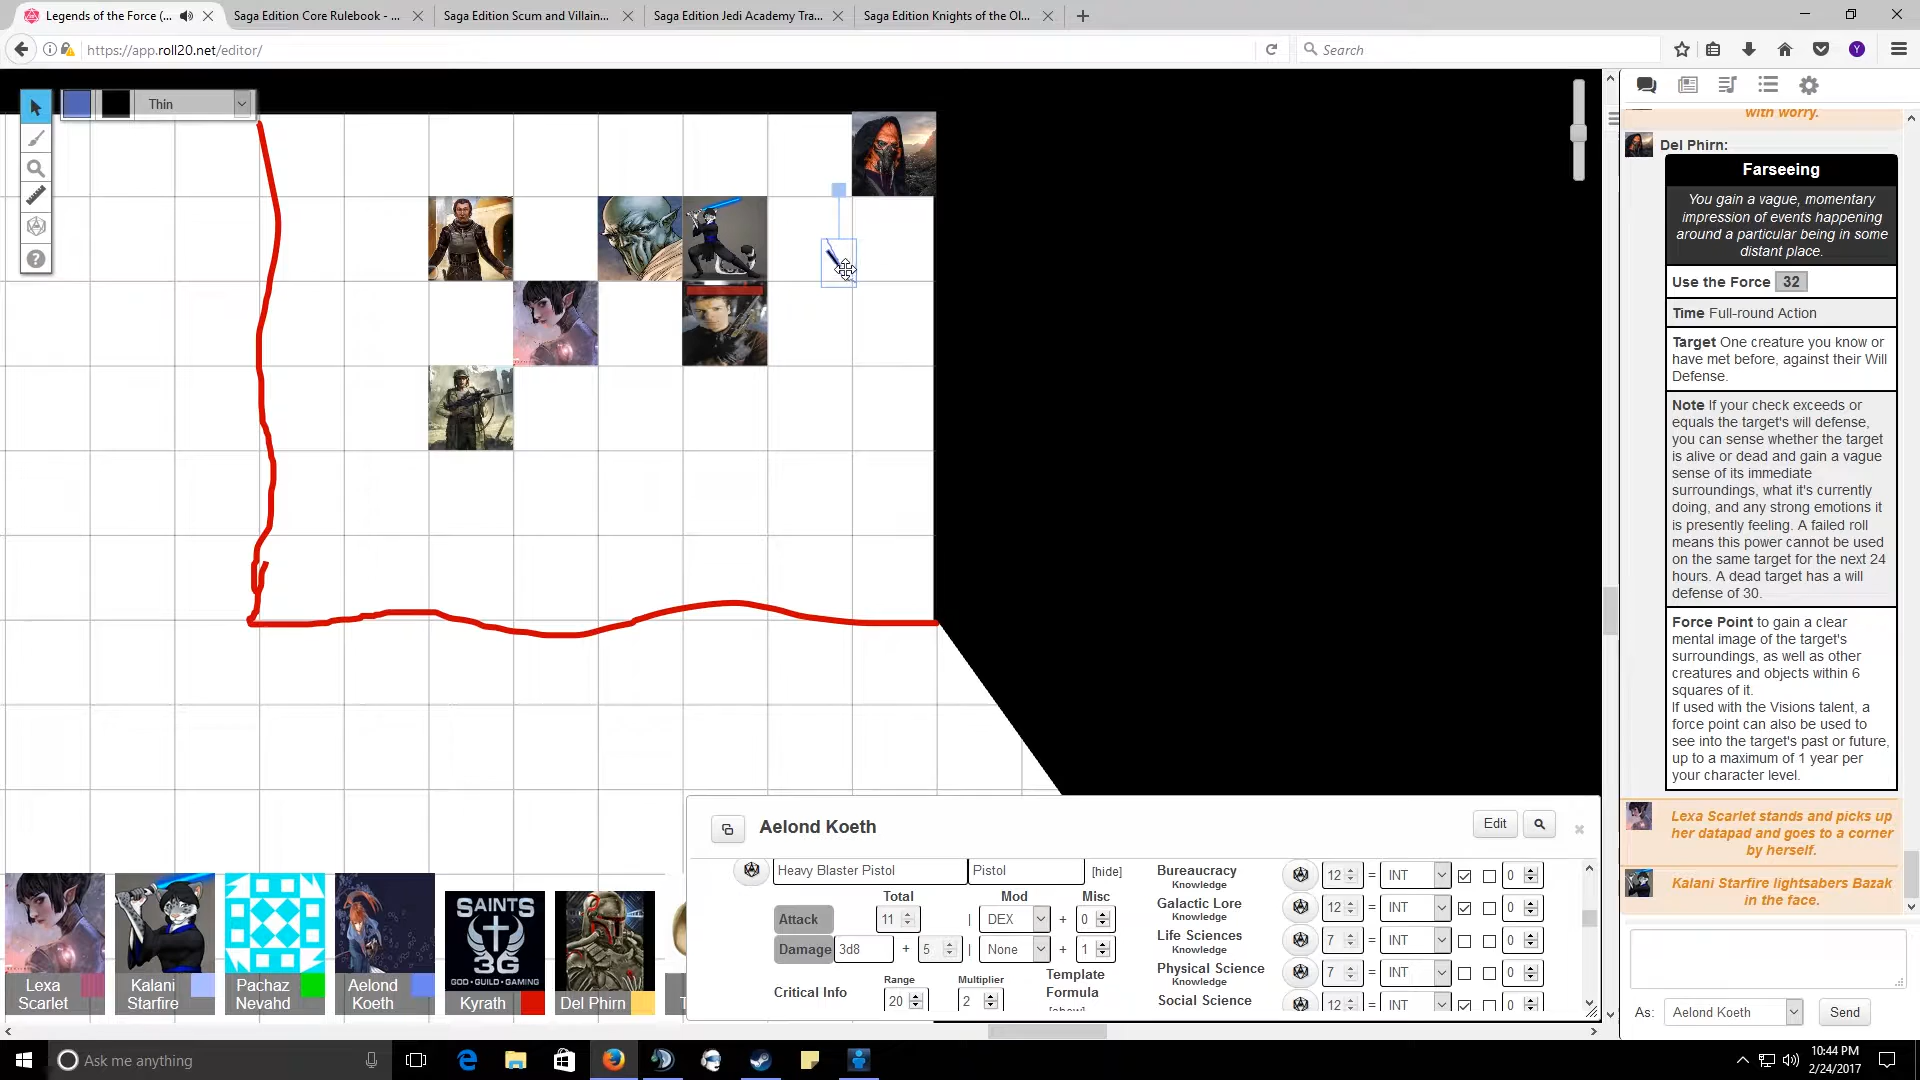 Legends of the Force (...
Saga Edition Core Rulebook - ...
Saga Edition Scum and Villain...
Saga Edition Jedi Academy Tra...
Saga Edition Knights of the Ol...
https://app.roll20.net/editor/
Search
Y
Thin
with worry.
Del Phirn:
Farseeing
You gain a vague, momentary
impression of events happening
around a particular being in some
distant place.
Use the Force 32
Time Full-round Action
Target One creature you know or
have met before, against their Will
Defense.
Note If your check exceeds or
equals the target's will defense,
you can sense whether the target
is alive or dead and gain a vague
sense of its immediate
surroundings, what it's currently
doing, and any strong emotions it
is presently feeling. A failed roll
means this power cannot be used
on the same target for the next 24
hours. A dead target has a will
defense of 30.
Force Point to gain a clear
mental image of the target's
surroundings, as well as other
creatures and objects within 6
squares of it.
If used with the Visions talent, a
force point can also be used to
see into the target's past or future,
up to a maximum of 1 year per
your character level.
Lexa Scarlet stands and picks up
her datapad and goes to a corner
by herself.
Kalani Starfire lightsabers Bazak
in the face.
As: Aelond Koeth Send
Aelond Koeth
Edit
Heavy Blaster Pistol Pistol [hide]
Total Mod Misc
Attack 11 | DEX + 0
Damage 3d8 + 5 | None + 1
Range Multiplier Template
Critical Info 20 2 Formula
[show]
Bureaucracy
Knowledge
12 = INT 0
Galactic Lore
Knowledge
12 = INT 0
Life Sciences
Knowledge
7 = INT 0
Physical Science
Knowledge
7 = INT 0
Social Science
12 = INT 0
Lexa
Scarlet
Kalani
Starfire
Pachaz
Nevahd
Aelond
Koeth
SAINTS
3G
GOD · GUILD · GAMING
Kyrath
Del Phirn
Ask me anything
10:44 PM
2/24/2017